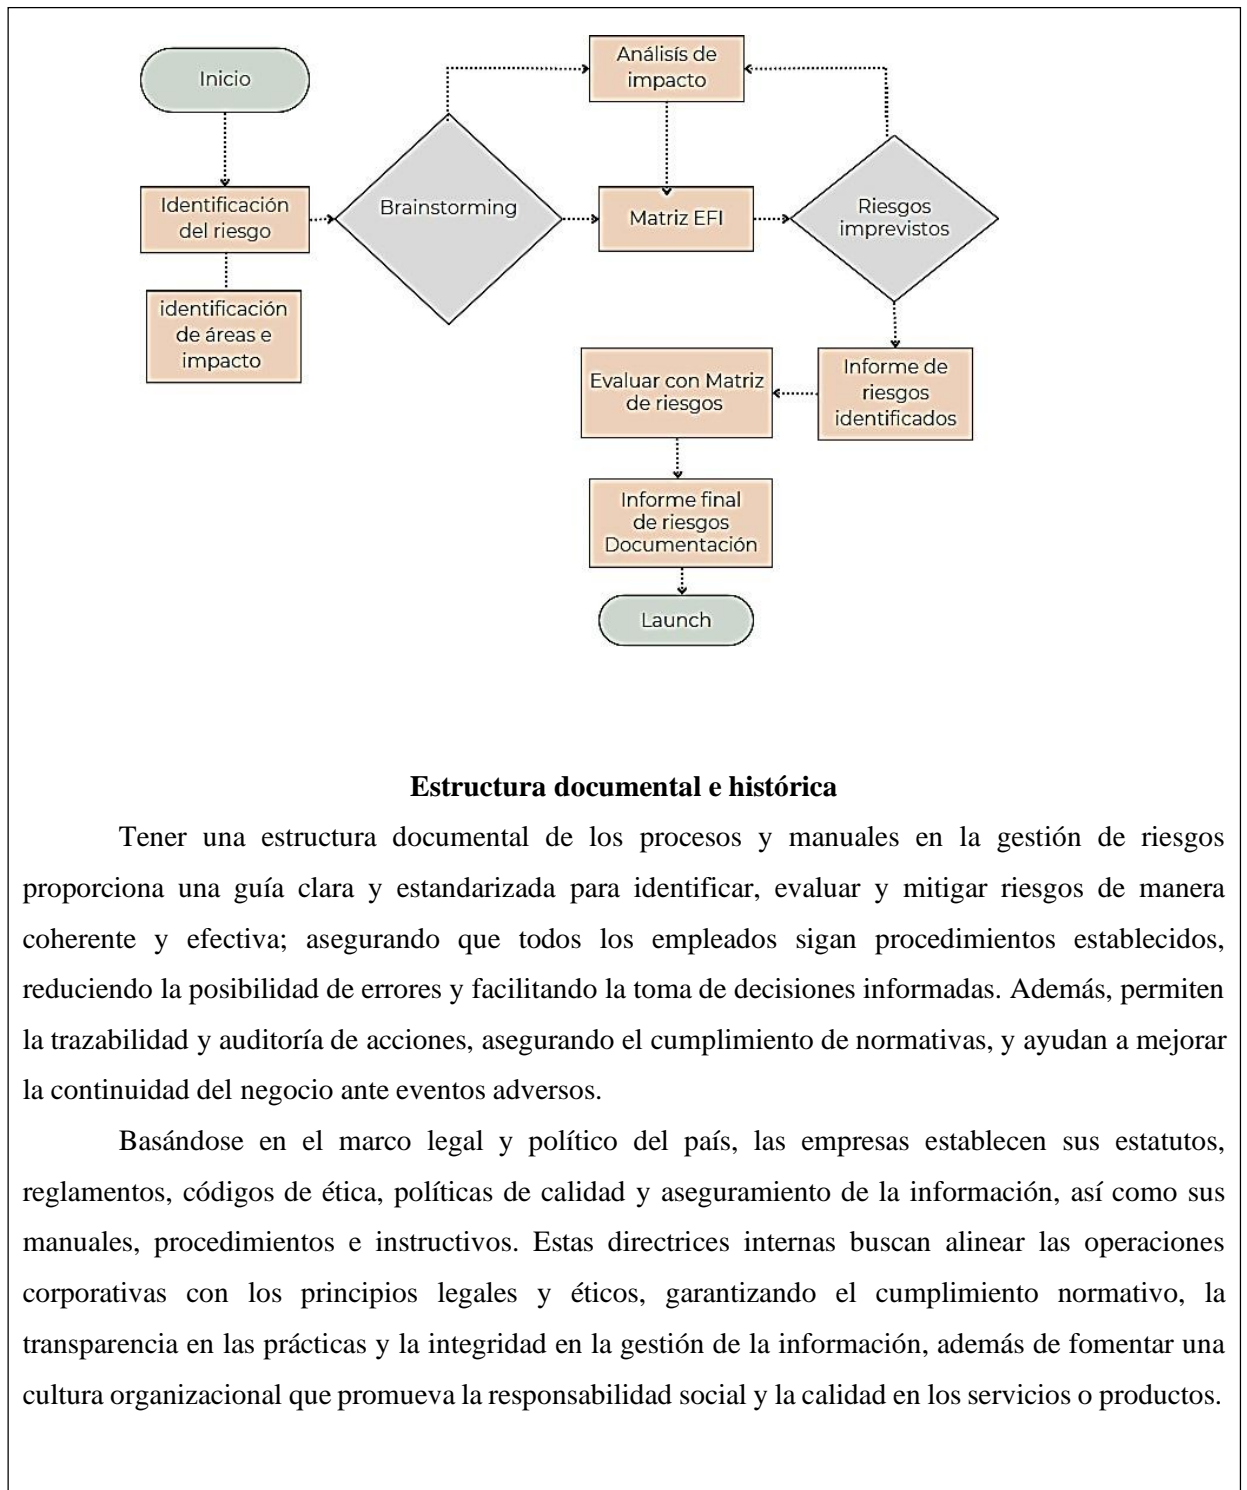 Inicio
Análisís de
impacto
Identificación
del riesgo
Brainstorming
Matriz EFI
Riesgos
imprevistos
identificación
de áreas e
impacto
Evaluar con Matriz
de riesgos
Informe de
riesgos
identificados
Informe final
de riesgos
Documentación
Launch
Estructura documental e histórica
Tener una estructura documental de los procesos y manuales en la gestión de riesgos
proporciona una guía clara y estandarizada para identificar, evaluar y mitigar riesgos de manera
coherente y efectiva; asegurando que todos los empleados sigan procedimientos establecidos,
reduciendo la posibilidad de errores y facilitando la toma de decisiones informadas. Además, permiten
la trazabilidad y auditoría de acciones, asegurando el cumplimiento de normativas, y ayudan a mejorar
la continuidad del negocio ante eventos adversos.
Basándose en el marco legal y político del país, las empresas establecen sus estatutos,
reglamentos, códigos de ética, políticas de calidad y aseguramiento de la información, así como sus
manuales, procedimientos e instructivos. Estas directrices internas buscan alinear las operaciones
corporativas con los principios legales y éticos, garantizando el cumplimiento normativo, la
transparencia en las prácticas y la integridad en la gestión de la información, además de fomentar una
cultura organizacional que promueva la responsabilidad social y la calidad en los servicios o productos.